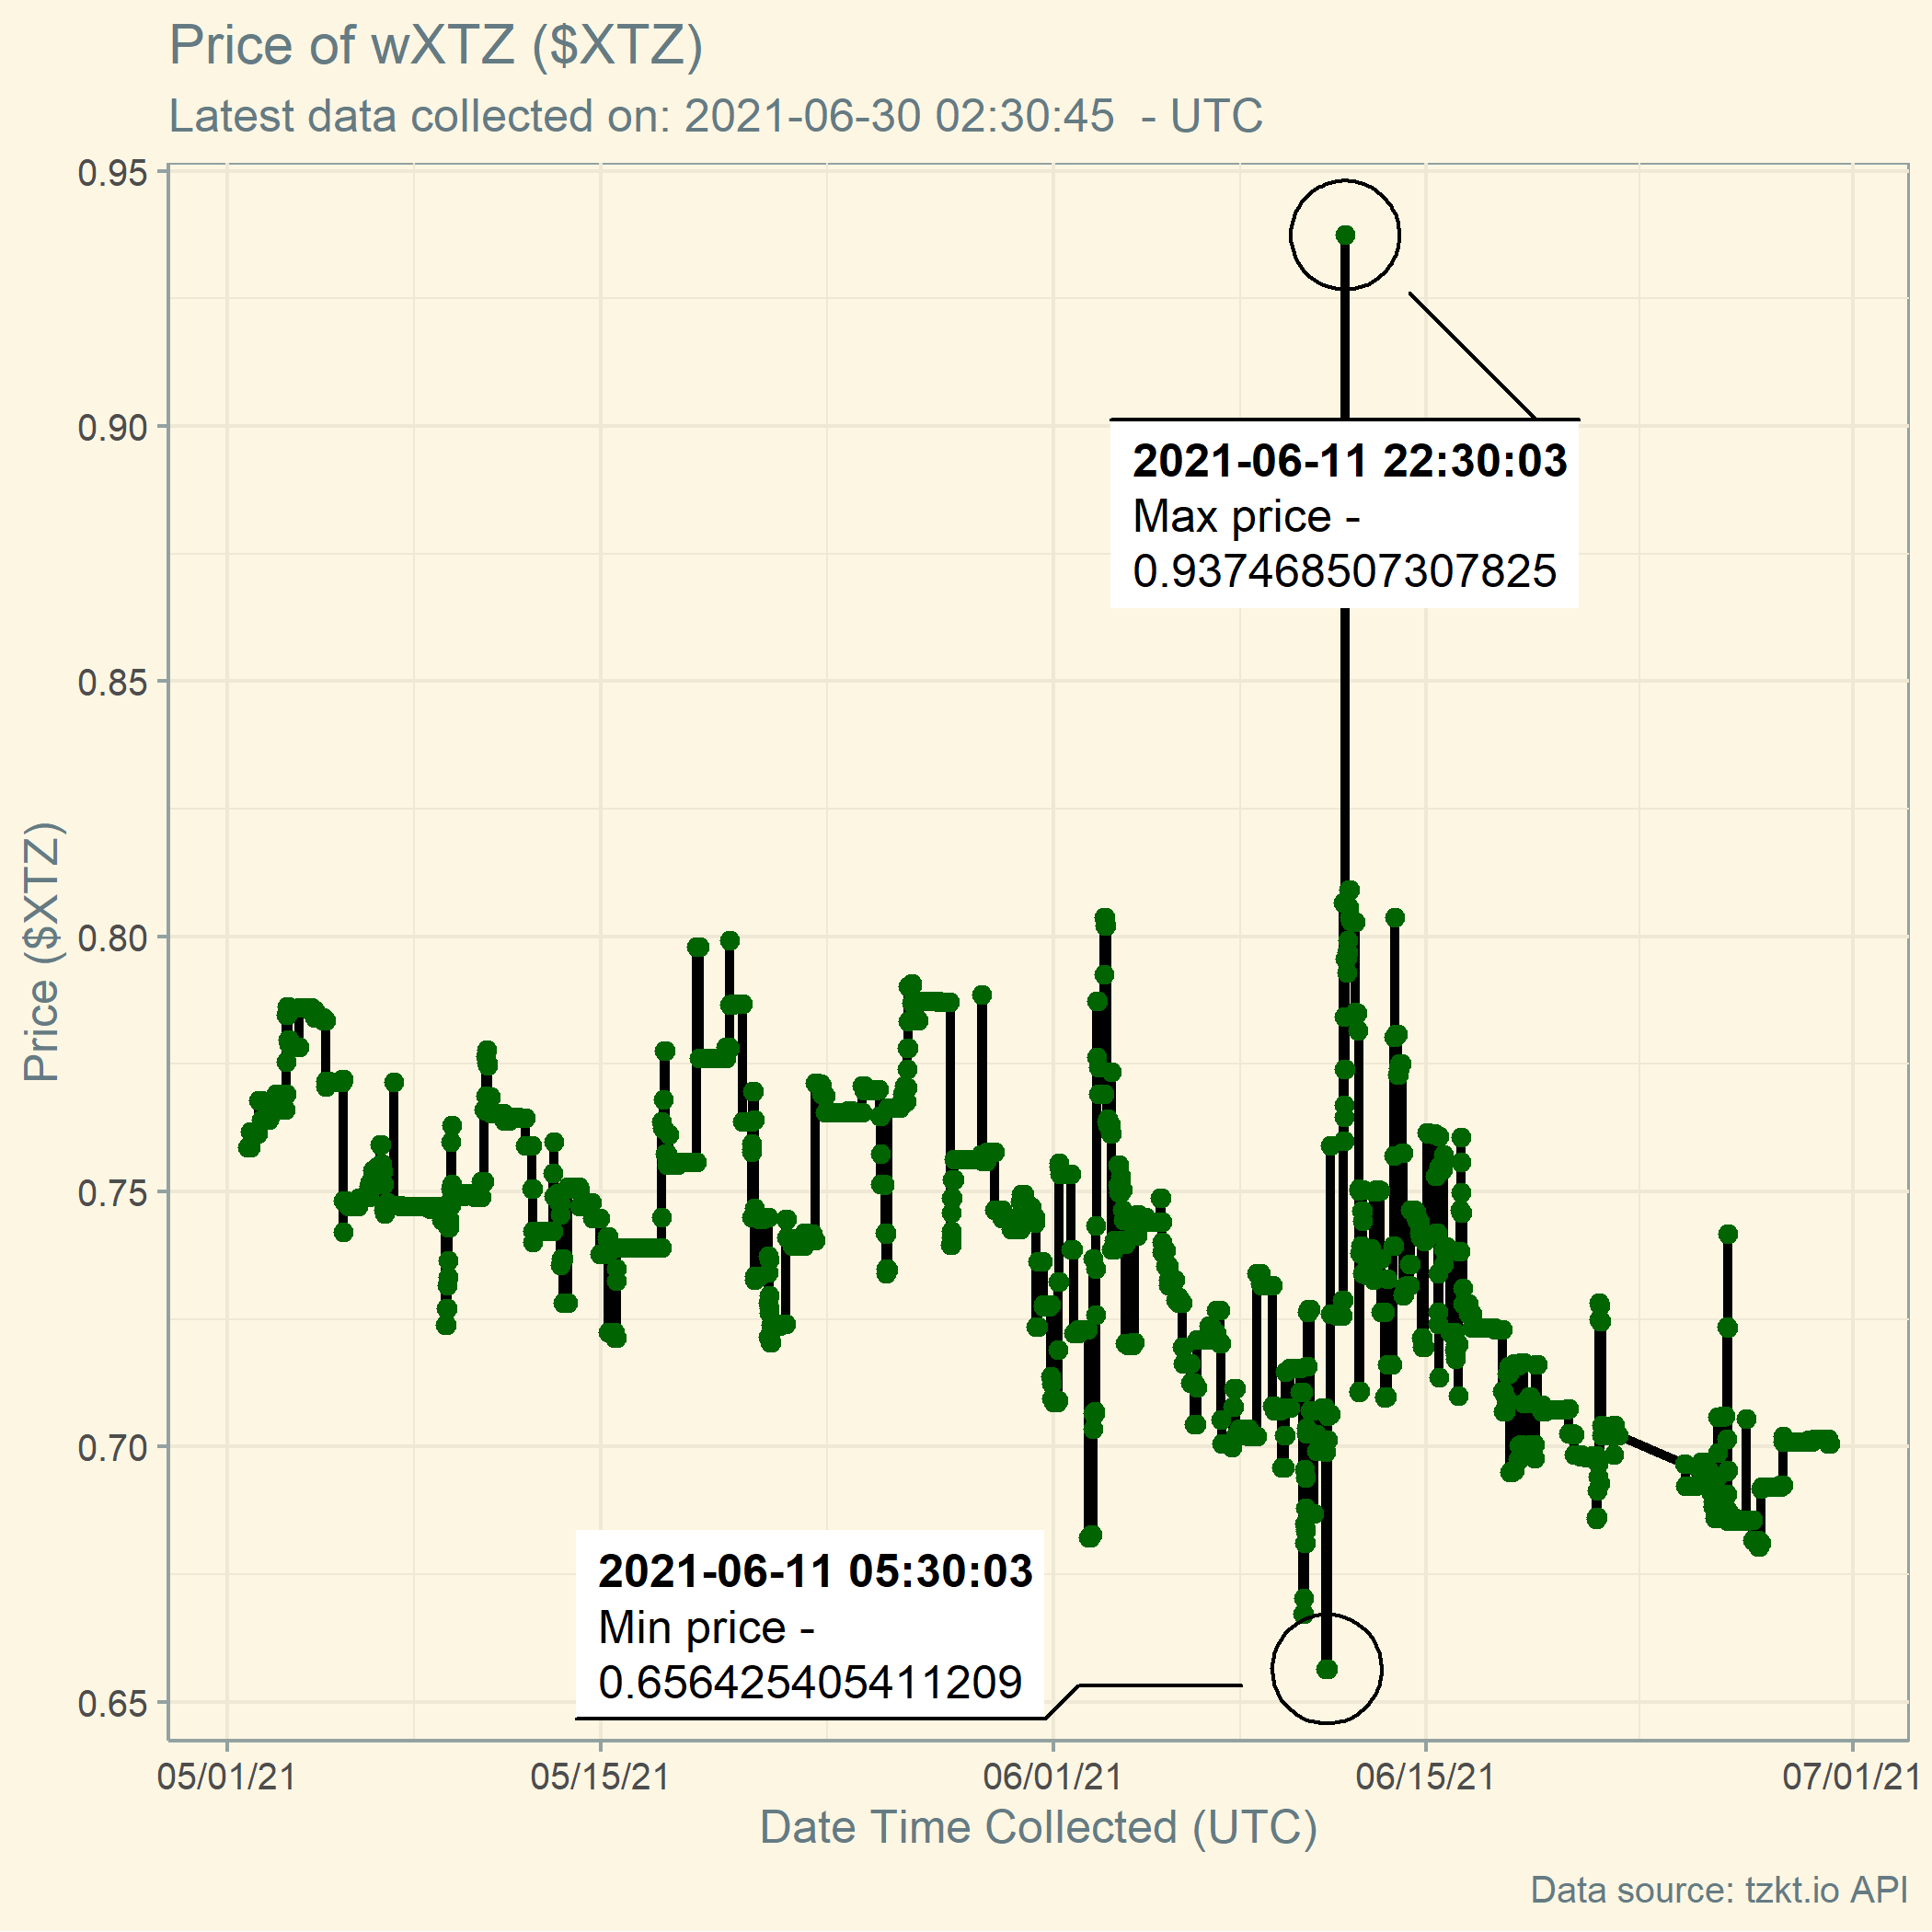 Price of wXTZ ($XTZ)
Latest data collected on: 2021-06-30 02:30:45  - UTC
0.95
0.90
0.85
0.80
0.75
0.70
0.65
Price ($XTZ)
2021-06-11 22:30:03
Max price -
0.937468507307825
2021-06-11 05:30:03
Min price -
0.656425405411209
05/01/21
05/15/21
06/01/21
06/15/21
07/01/21
Date Time Collected (UTC)
Data source: tzkt.io API